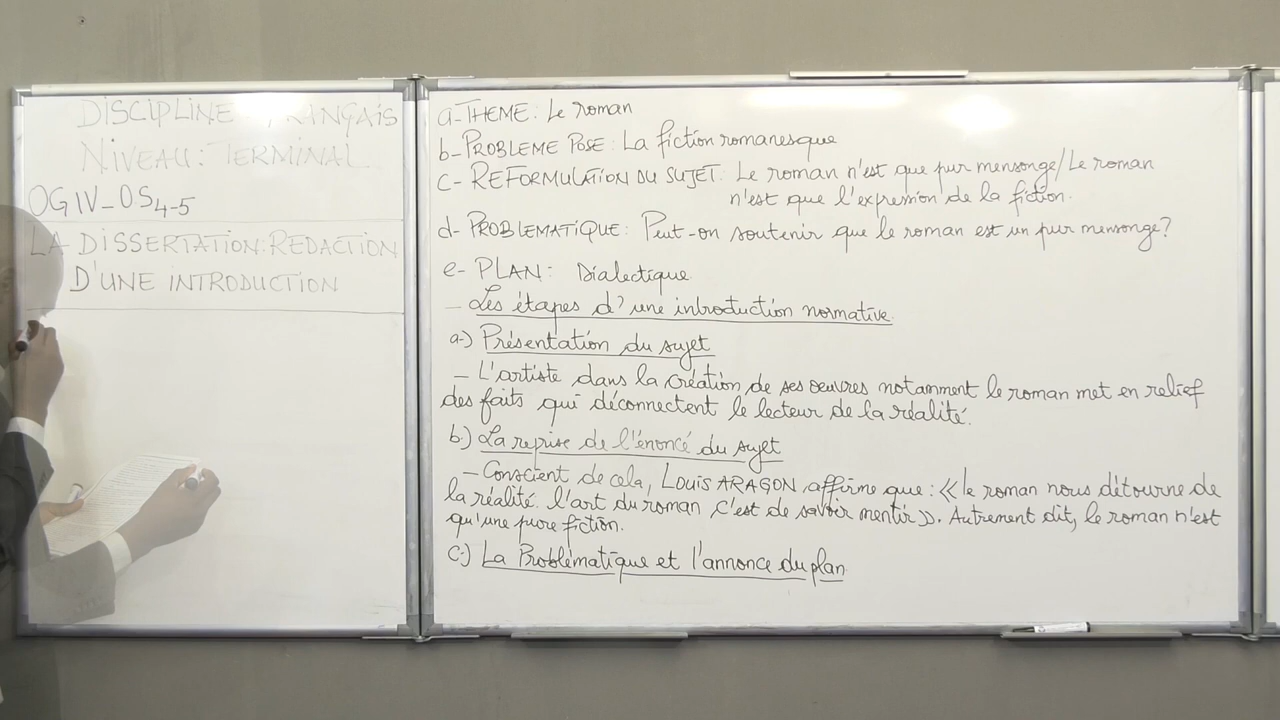 DISCIPLINE FRANÇAIS
NIVEAU: TERMINAL
OG IV_OS4-5
LA DISSERTATION: REDACTION
D'UNE INTRODUCTION
a-THEME: Le roman
b-PROBLEME POSE: La fiction romanesque
c- REFORMULATION DU SUJET: Le roman n'est que pur mensonge/Le roman
n'est que l'expression de la fiction.
d- PROBLEMATIQUE: Peut-on soutenir que le roman est un pur mensonge?
e- PLAN: Dialectique
- Les étapes d'une introduction normative
a-) Présentation du sujet
- L'artiste dans la création de ses oeuvres notamment le roman met en relief
des faits qui déconnectent le lecteur de la réalité.
b-) La reprise de l'énoncé du sujet
- Conscient de cela, LOUIS ARAGON affirme que: « le roman nous détourne de
la réalité. l'art du roman c'est de savoir mentir ». Autrement dit, le roman n'est
qu'une pure fiction.
c-) La Problématique et l'annonce du plan